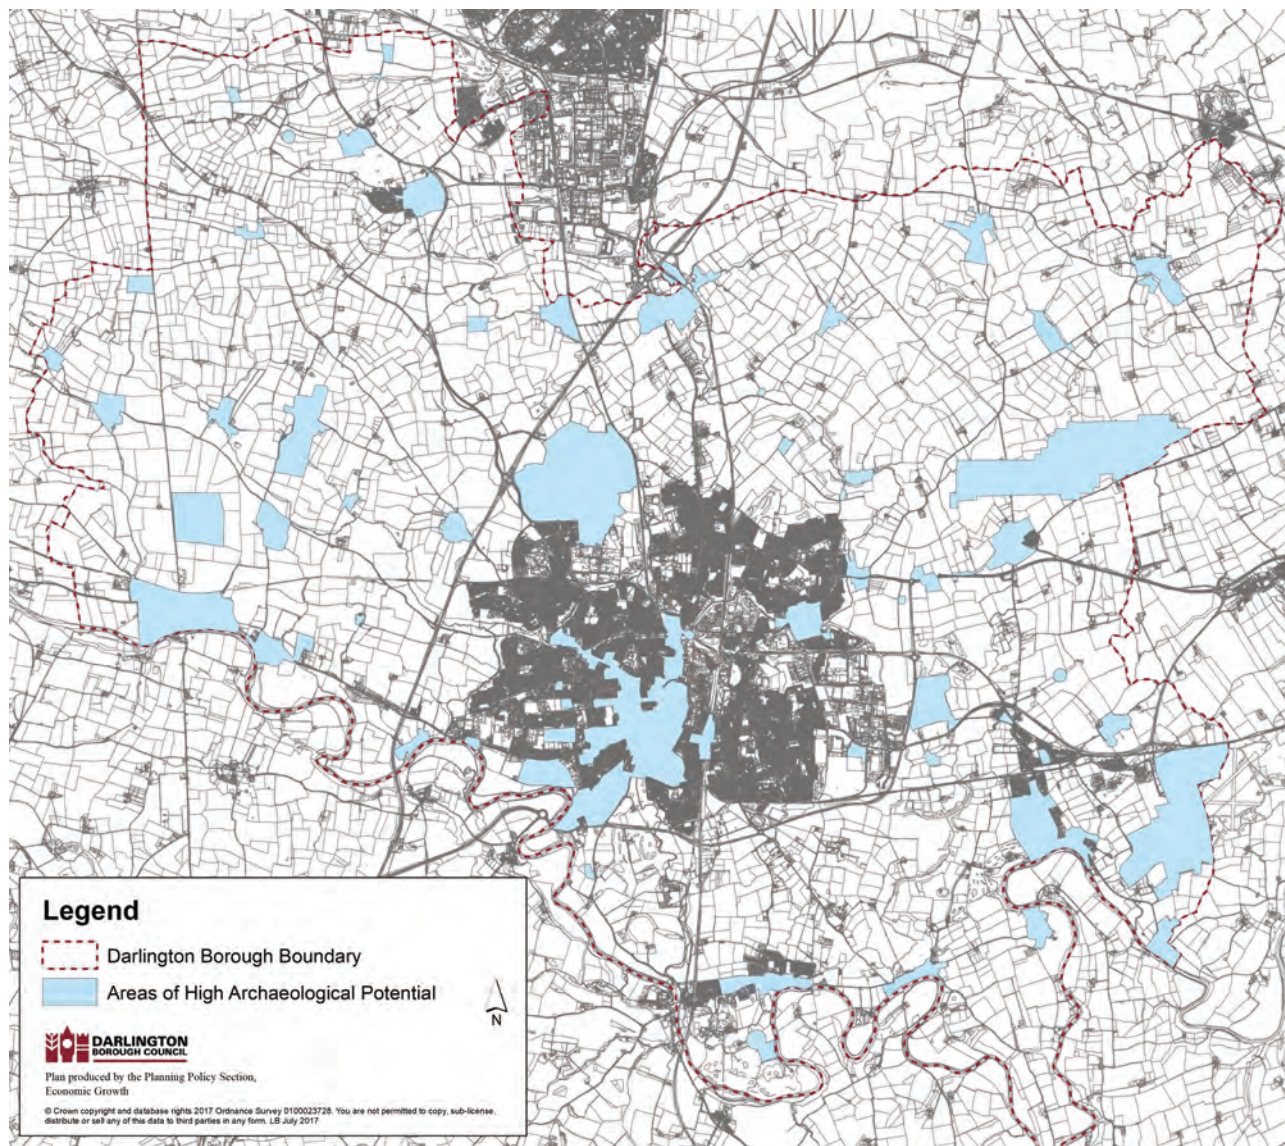 Legend
Darlington Borough Boundary
Areas of High Archaeological Potential
N
DARLINGTON
BOROUGH COUNCIL
Plan produced by the Planning Policy Section,
Economic Growth
© Crown copyright and database rights 2017 Ordnance Survey 0100023728. You are not permitted to copy, sub-license,
distribute or sell any of this data to third parties in any form. LB July 2017